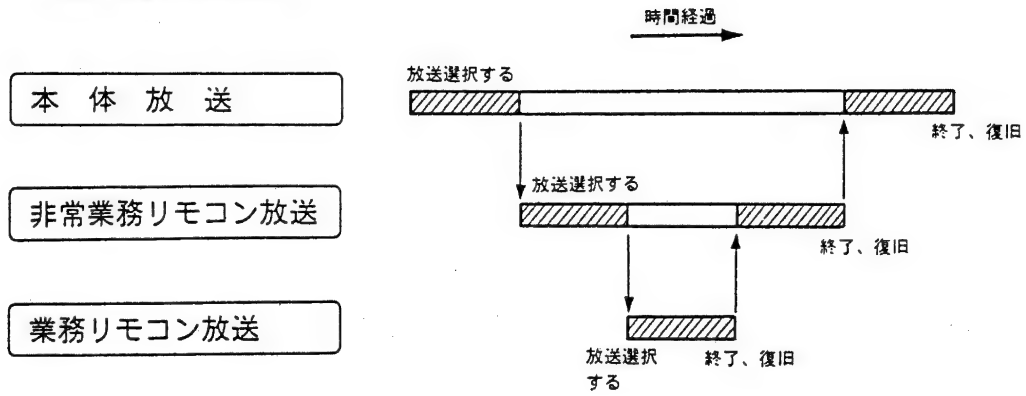 時間経過
放送選択する
本体放送
終了、復旧
放送選択する
非常業務リモコン放送
終了、復旧
業務リモコン放送
放送選択
する
終了、復旧